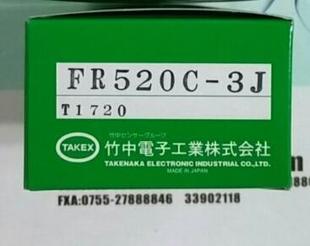 FR520C-3J
T1720
竹中センサーグループ
TAKEX 竹中電子工業株式会社
TAKENAKA ELECTRONIC INDUSTRIAL CO.,LTD.
MADE IN JAPAN
FXA:0755-27888846 33902118